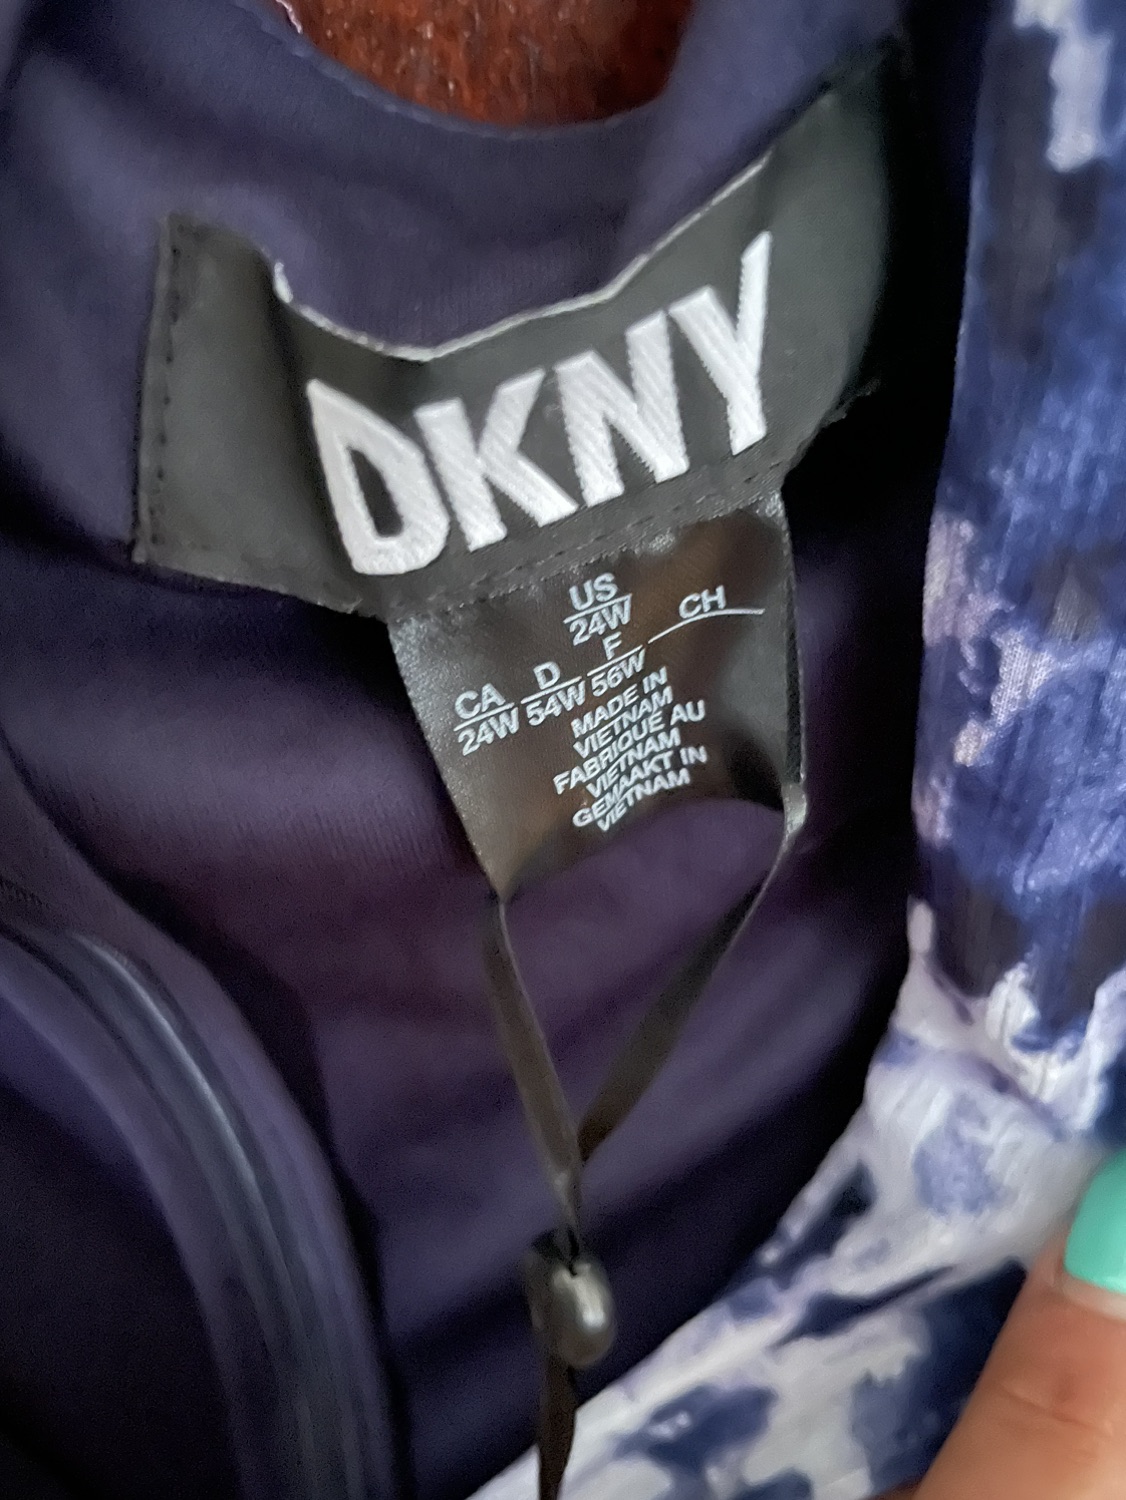 DKNY
US
24W
CH
F
56W
D
54W
CA
24W
MADE IN
VIETNAM
FABRIQUE AU
VIETNAM
GEMAAKT IN
VIETNAM